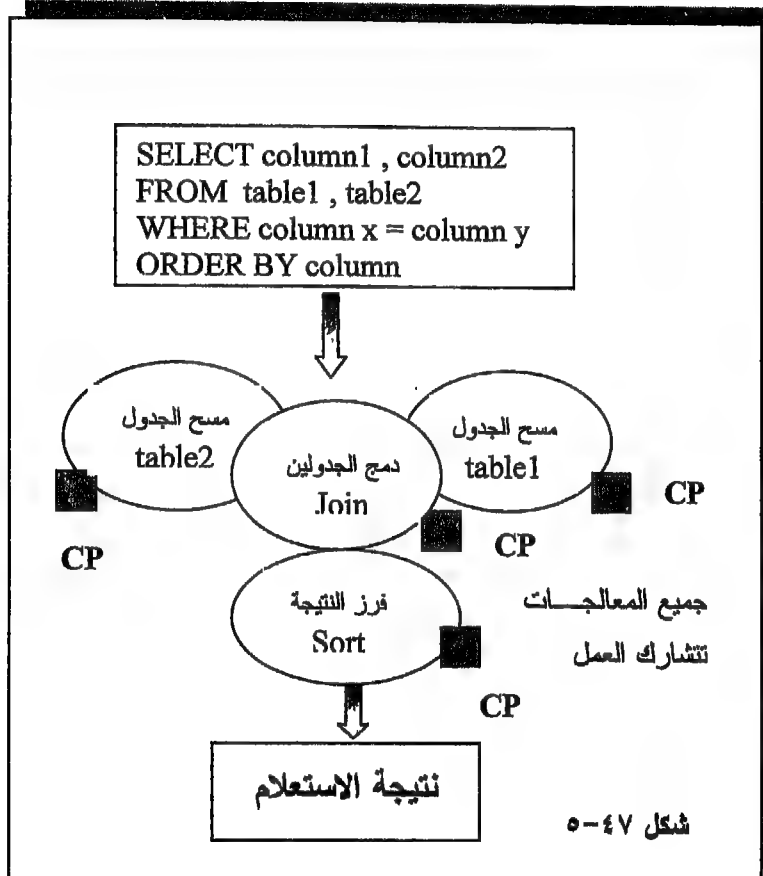 SELECT column1 , column2
FROM table1 , table2
WHERE column x = column y
ORDER BY column
مسح الجدول
table1
CP
دمج الجدولين
Join
CP
مسح الجدول
table2
CP
فرز النتيجة
Sort
CP
جميع المعالجـــات
تتشارك العمل
نتيجة الاستعلام
شكل ٤٧-٥